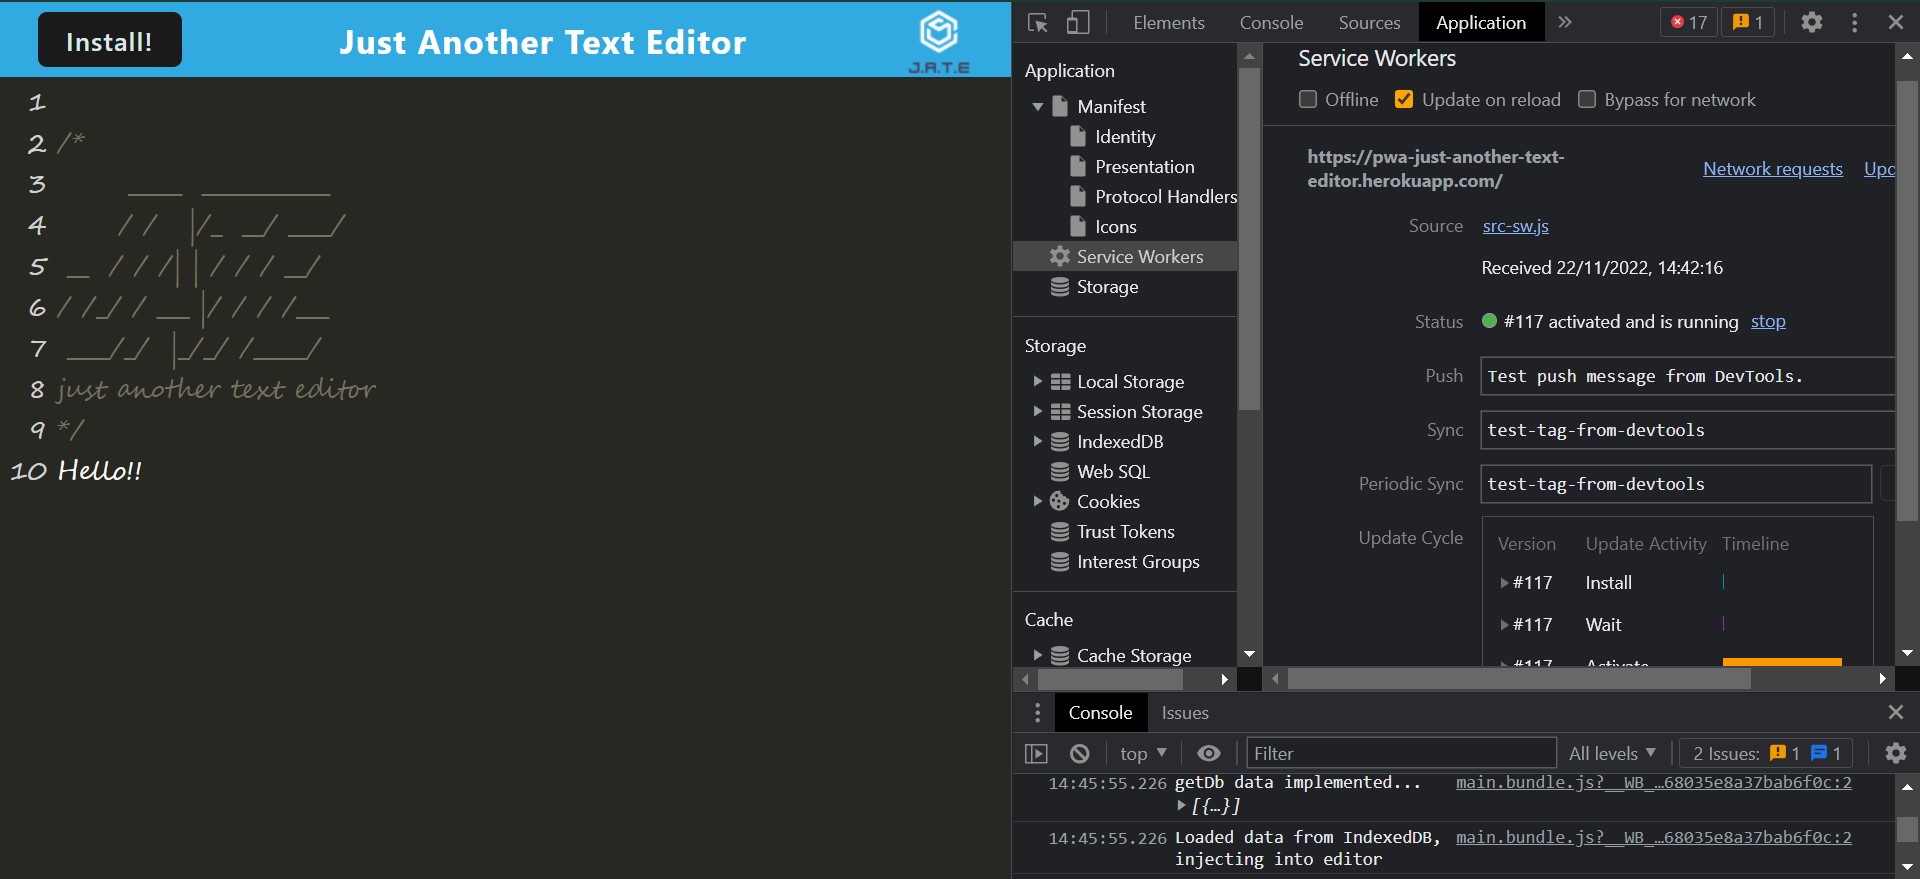 Install!
Just Another Text Editor
J.A.T.E
1
2 /*
3      ___ _______
4     / /  |/_  _/ ___/
5 _ / / /| | / / / _/
6 / /_/ / __ |/ / / /__
7 ___/_/  |_/_/ /____/
8 just another text editor
9 */
10 Hello!!
Elements Console Sources Application » 17 1
Application
Manifest
Identity
Presentation
Protocol Handlers
Icons
Service Workers
Storage
Storage
Local Storage
Session Storage
IndexedDB
Web SQL
Cookies
Trust Tokens
Interest Groups
Cache
Cache Storage
Service Workers
Offline Update on reload Bypass for network
https://pwa-just-another-text-
editor.herokuapp.com/
Network requests
Source src-sw.js
Received 22/11/2022, 14:42:16
Status #117 activated and is running stop
Push Test push message from DevTools.
Sync test-tag-from-devtools
Periodic Sync test-tag-from-devtools
Update Cycle Version Update Activity Timeline
#117 Install
#117 Wait
#117 Activate
Console Issues
top Filter All levels 2 Issues: 1 1
14:45:55.226 getDb data implemented... main.bundle.js?__WB_…68035e8a37bab6f0c:2
[{…}]
14:45:55.226 Loaded data from IndexedDB, main.bundle.js?__WB_…68035e8a37bab6f0c:2
injecting into editor